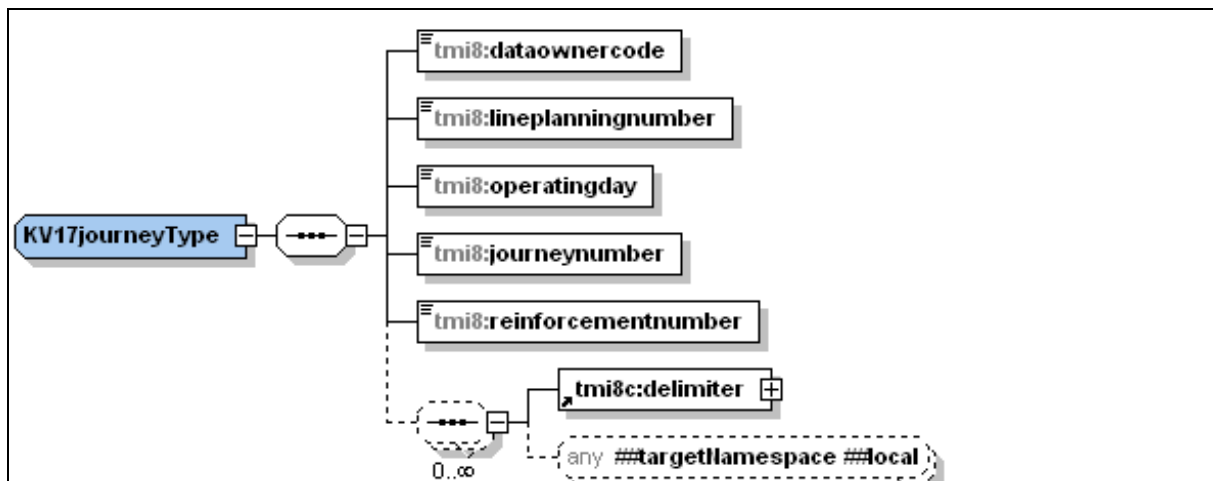 tmi8:dataownercode
tmi8:lineplanningnumber
tmi8:operatingday
KV17journeyType
tmi8:journeynumber
tmi8:reinforcementnumber
tmi8c:delimiter
any ##targetNamespace ##local
0..∞